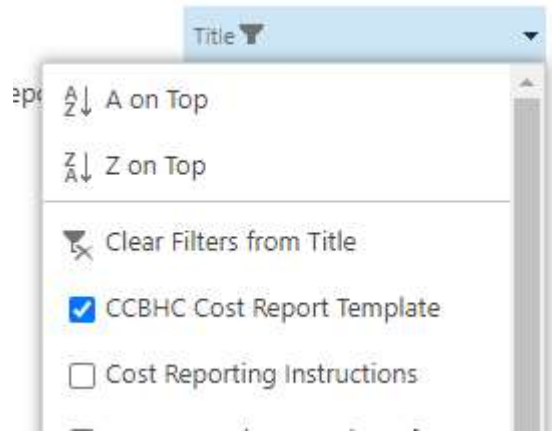 Title
A on Top
Z on Top
Clear Filters from Title
CCBHC Cost Report Template
Cost Reporting Instructions